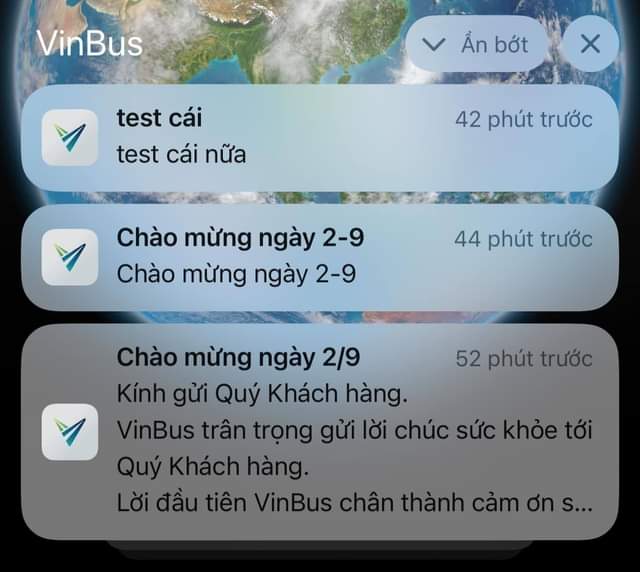 VinBus
Ẩn bớt
test cái
42 phút trước
test cái nữa
Chào mừng ngày 2-9
44 phút trước
Chào mừng ngày 2-9
Chào mừng ngày 2/9
52 phút trước
Kính gửi Quý Khách hàng.
VinBus trân trọng gửi lời chúc sức khỏe tới
Quý Khách hàng.
Lời đầu tiên VinBus chân thành cảm ơn s...